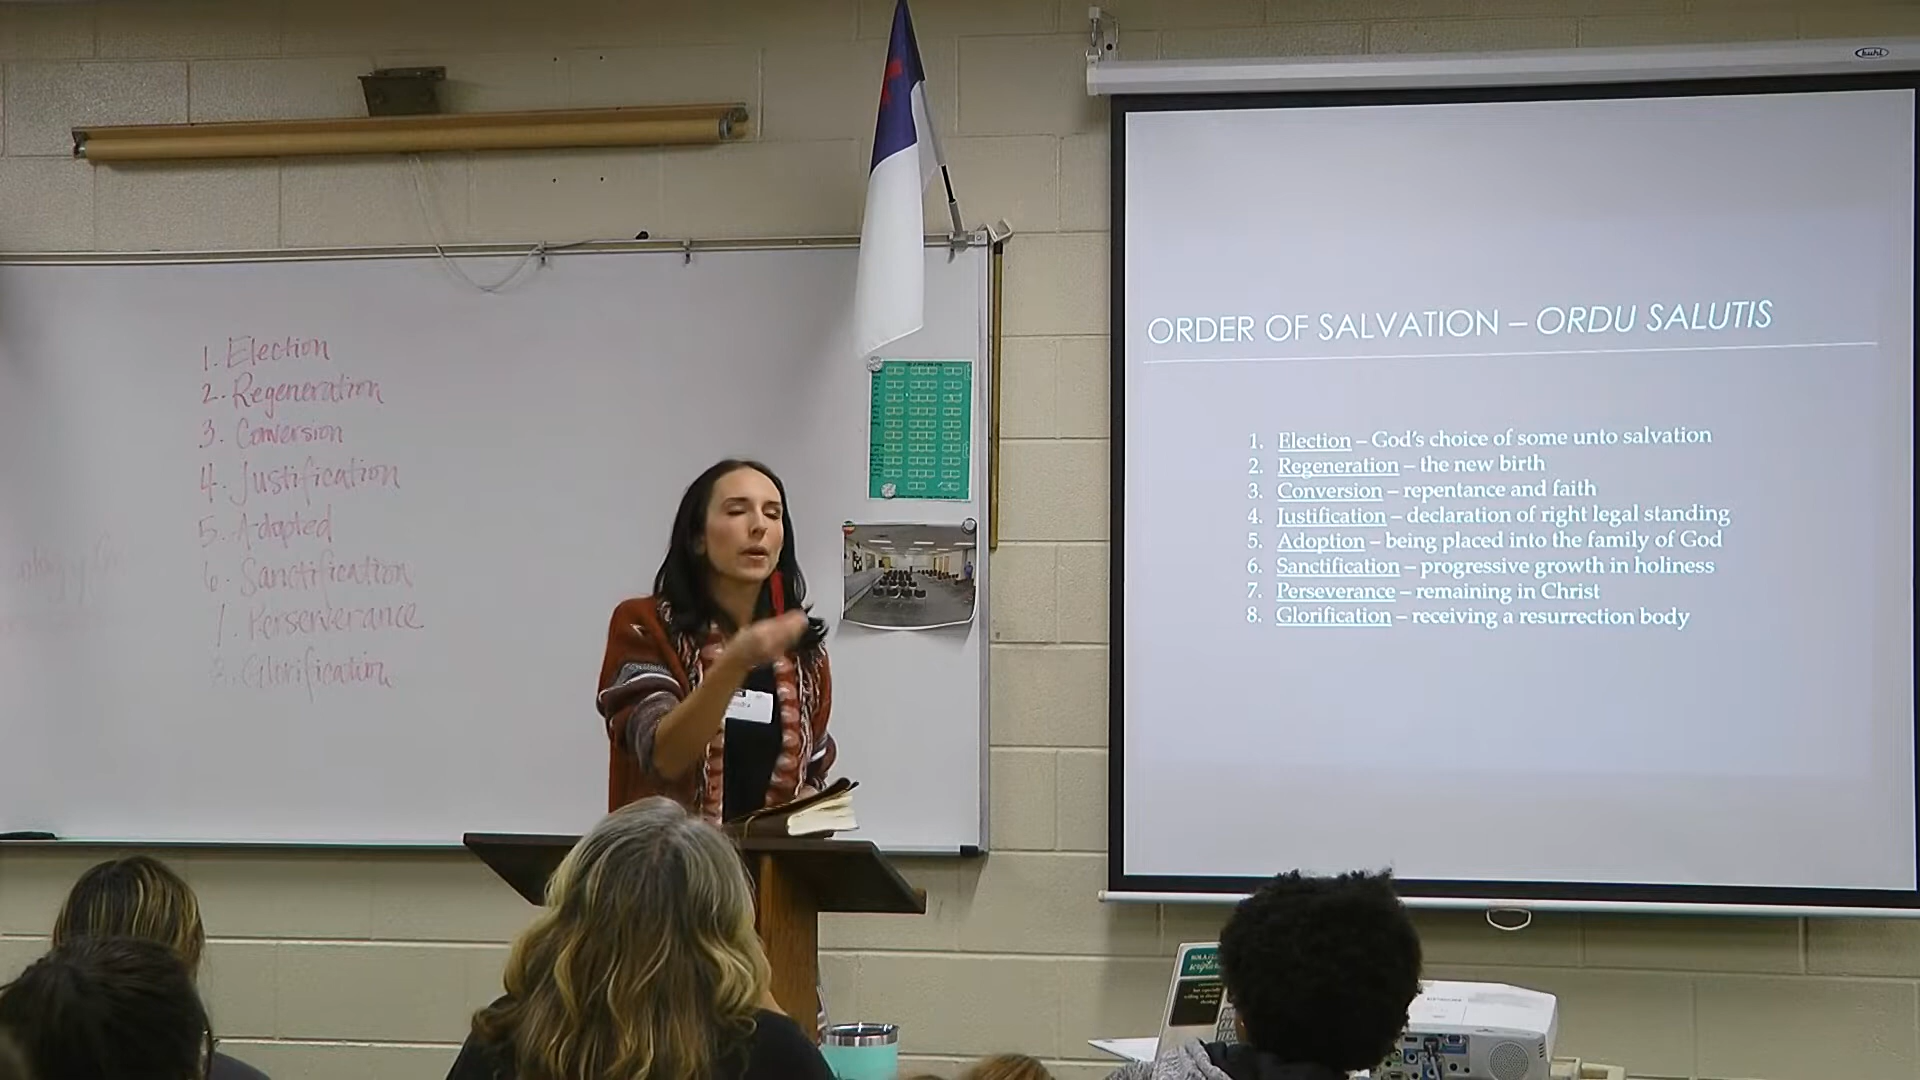 1. Election
2. Regeneration
3. Conversion
4. Justification
5. Adopted
6. Sanctification
7. Perserverance
8. Glorification
buhl
ORDER OF SALVATION – ORDU SALUTIS
1. Election – God's choice of some unto salvation
2. Regeneration – the new birth
3. Conversion – repentance and faith
4. Justification – declaration of right legal standing
5. Adoption – being placed into the family of God
6. Sanctification – progressive growth in holiness
7. Perseverance – remaining in Christ
8. Glorification – receiving a resurrection body